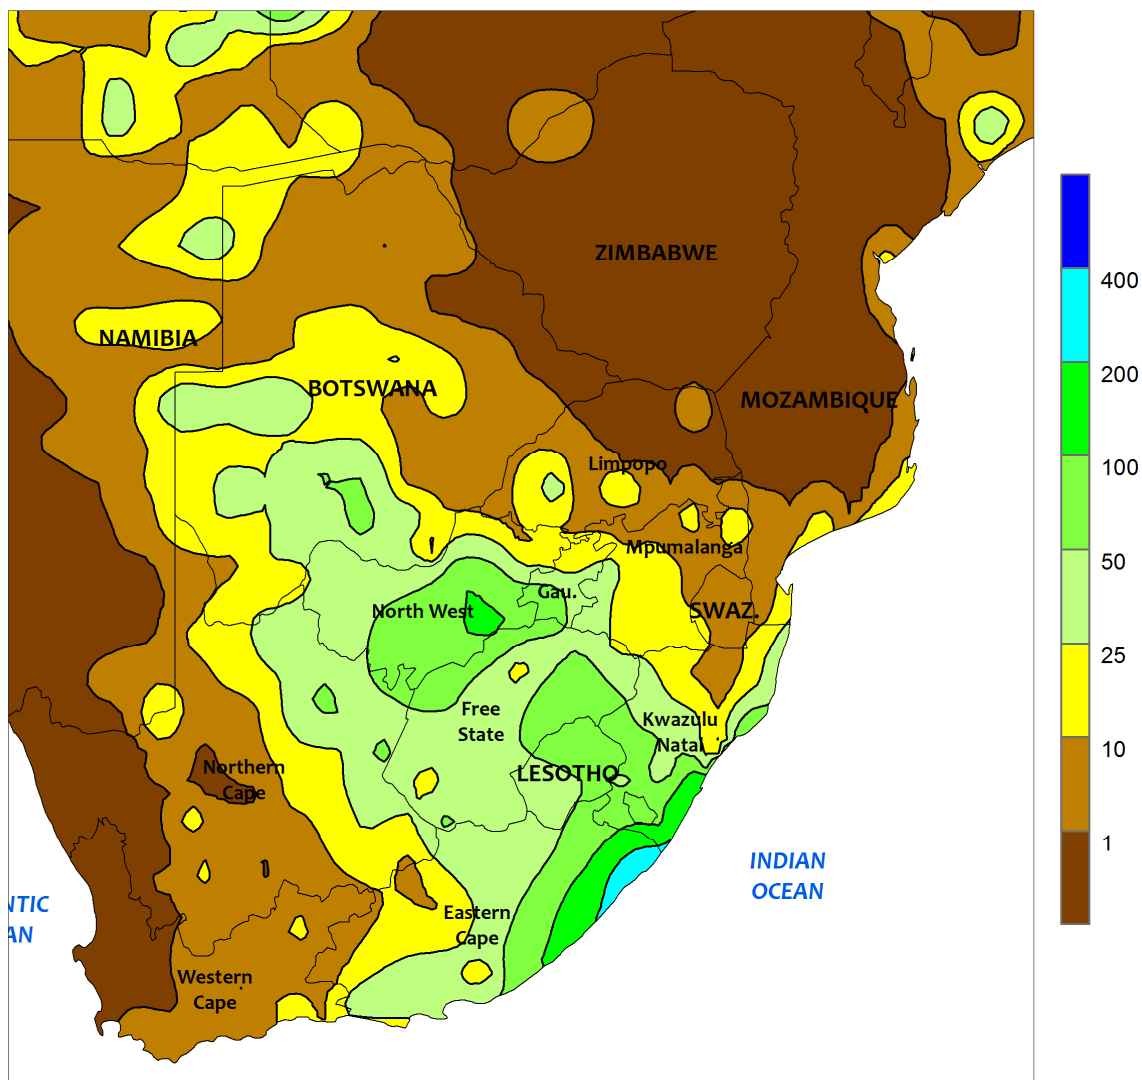 ZIMBABWE
400
NAMIBIA
200
BOTSWANA
MOZAMBIQUE
Limpopo
100
Mpumalanga
50
Gau.
North West
SWAZ.
25
Free
State
Kwazulu
Natal
10
Northern
Cape
LESOTHO
1
INDIAN
OCEAN
NTIC
AN
Eastern
Cape
Western
Cape